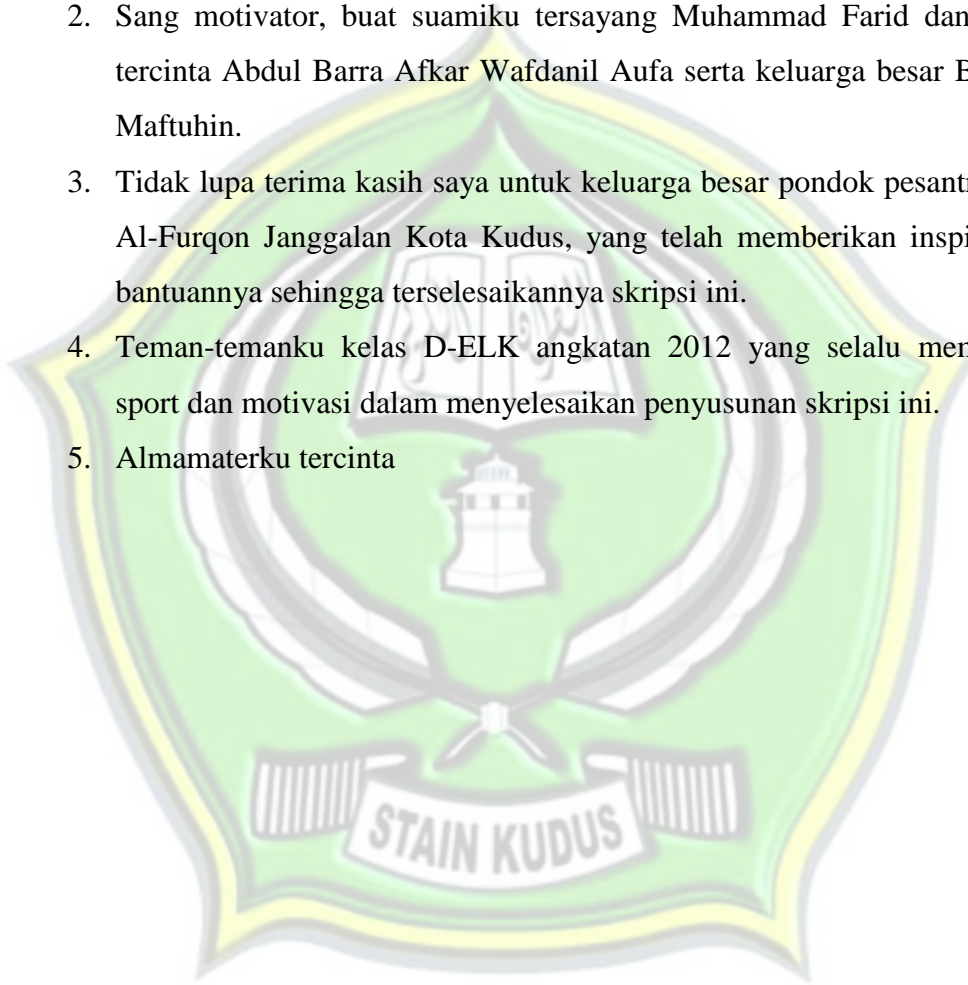 2. Sang motivator, buat suamiku tersayang Muhammad Farid dan
tercinta Abdul Barra Afkar Wafdanil Aufa serta keluarga besar
Maftuhin.
3. Tidak lupa terima kasih saya untuk keluarga besar pondok
Al-Furqon Janggalan Kota Kudus, yang telah memberikan
bantuannya sehingga terselesaikannya skripsi ini.
4. Teman-temanku kelas D-ELK angkatan 2012 yang selalu
sport dan motivasi dalam menyelesaikan penyusunan skripsi ini.
5. Almamaterku tercinta
STAIN KUDUS